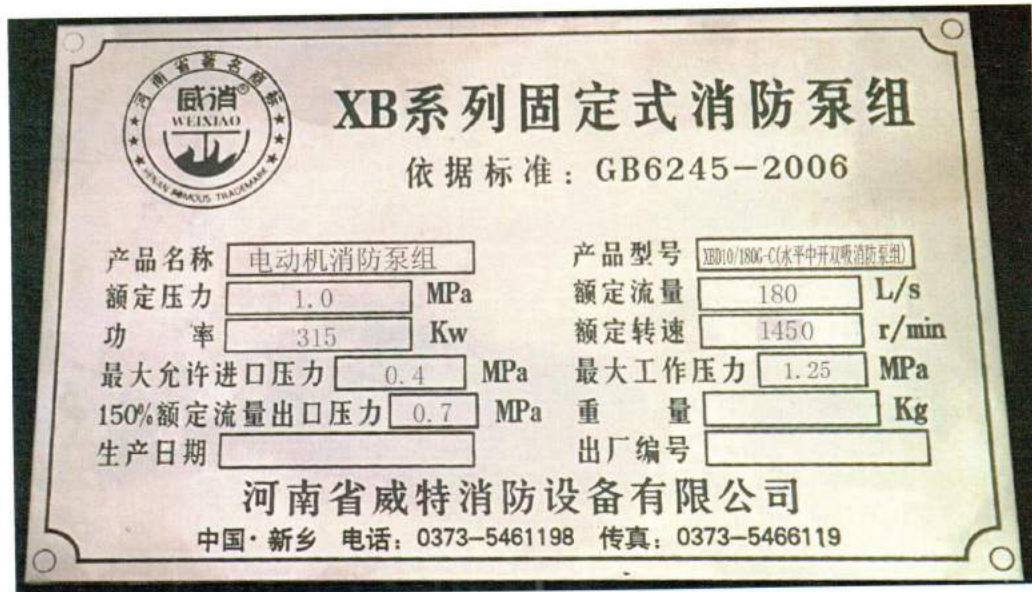 河南省著名商标
威消®
WEIXIAO
HENAN FAMOUS TRADEMARK
XB系列固定式消防泵组
依据标准：GB6245-2006
产品名称 电动机消防泵组 产品型号 XBD10/180G-C(水平中开双吸消防泵组)
额定压力 1.0 MPa 额定流量 180 L/s
功 率 315 Kw 额定转速 1450 r/min
最大允许进口压力 0.4 MPa 最大工作压力 1.25 MPa
150%额定流量出口压力 0.7 MPa 重 量 Kg
生产日期 出厂编号
河南省威特消防设备有限公司
中国·新乡 电话：0373-5461198 传真：0373-5466119